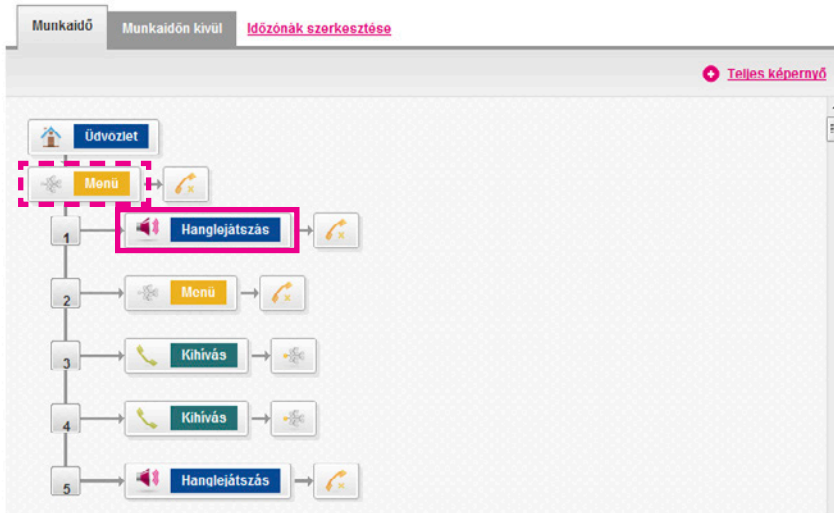 Munkaidő Munkaidőn kívül Időzónák szerkesztése
Teljes képernyő
Üdvözlet
Menü
1 Hanglejátszás
2 Menü
3 Kihívás
4 Kihívás
5 Hanglejátszás